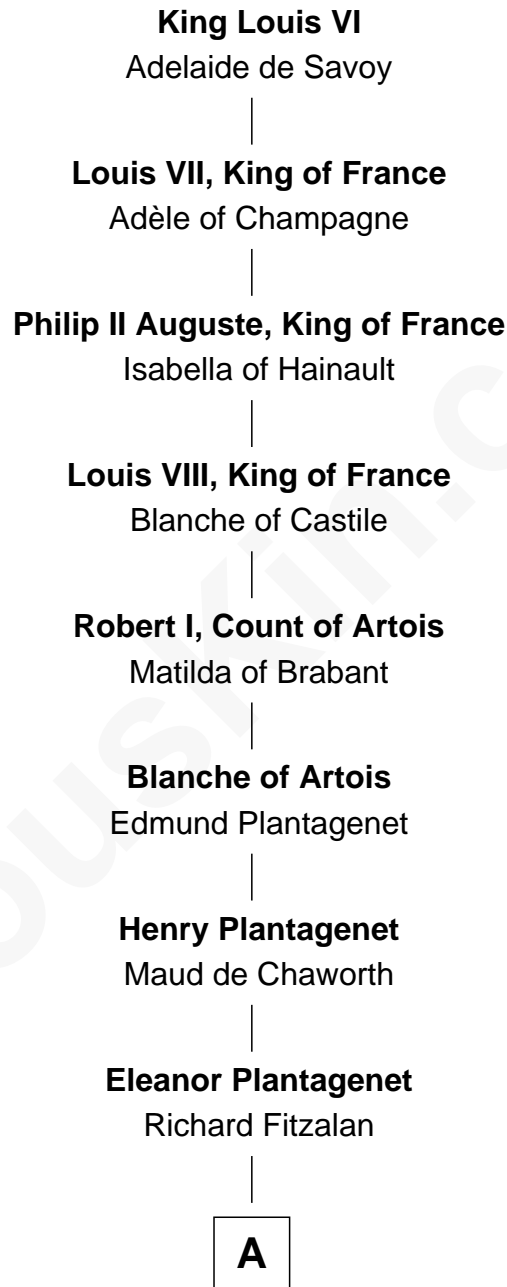 King Louis VI
Adelaide de Savoy
Louis VII, King of France
Adèle of Champagne
Philip II Auguste, King of France
Isabella of Hainault
Louis VIII, King of France
Blanche of Castile
Robert I, Count of Artois
Matilda of Brabant
Blanche of Artois
Edmund Plantagenet
Henry Plantagenet
Maud de Chaworth
Eleanor Plantagenet
Richard Fitzalan
A